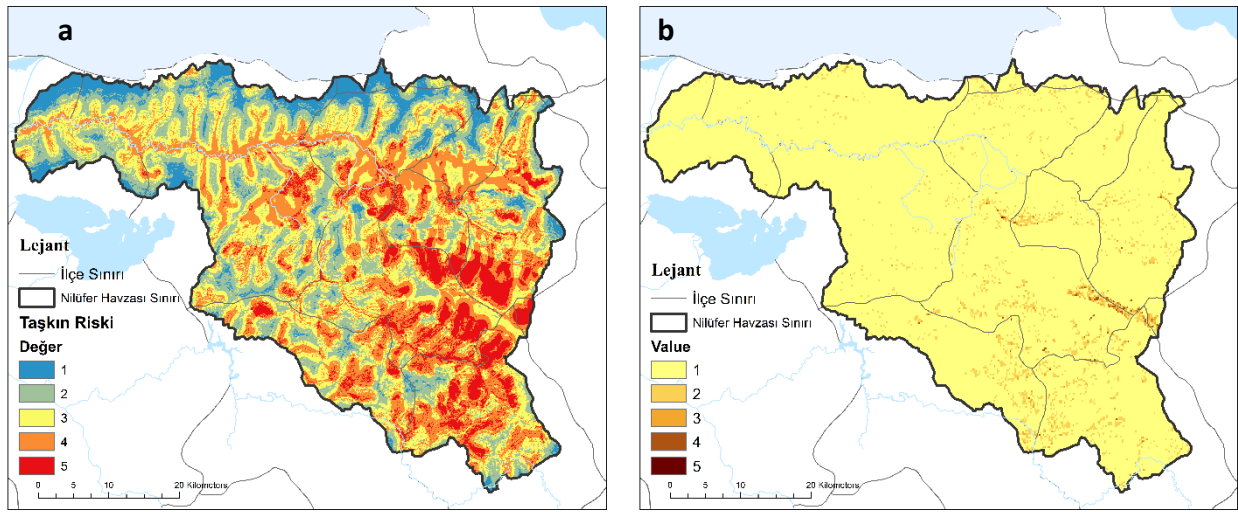 a
Lejant
İlçe Sınırı
Nilüfer Havzası Sınırı
Taşkın Riski
Değer
1
2
3
4
5
0 5 10 20 Kilometers
b
Lejant
İlçe Sınırı
Nilüfer Havzası Sınırı
Value
1
2
3
4
5
0 5 10 20 Kilometers